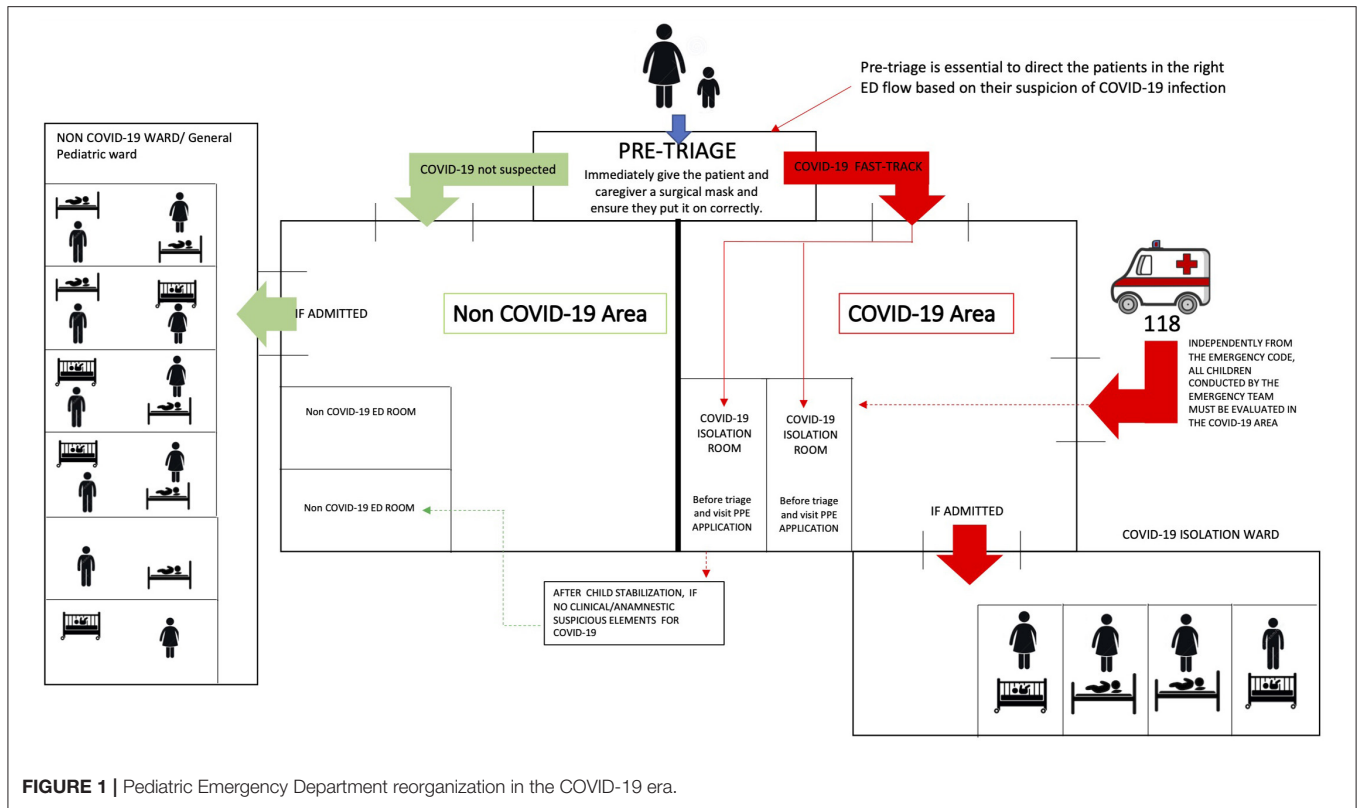 Pre-triage is essential to direct the patients in the right
ED flow based on their suspicion of COVID-19 infection
NON COVID-19 WARD/ General
Pediatric ward
COVID-19 not suspected
PRE-TRIAGE
Immediately give the patient and
caregiver a surgical mask and
ensure they put it on correctly.
COVID-19 FAST-TRACK
IF ADMITTED
Non COVID-19 Area
COVID-19 Area
118
INDEPENDENTLY FROM
THE EMERGENCY CODE,
ALL CHILDREN
CONDUCTED BY THE
EMERGENCY TEAM
MUST BE EVALUATED IN
THE COVID-19 AREA
Non COVID-19 ED ROOM
Non COVID-19 ED ROOM
COVID-19
ISOLATION
ROOM
Before triage
and visit PPE
APPLICATION
COVID-19
ISOLATION
ROOM
Before triage
and visit PPE
APPLICATION
IF ADMITTED
COVID-19 ISOLATION WARD
AFTER CHILD STABILIZATION, IF
NO CLINICAL/ANAMNESTIC
SUSPICIOUS ELEMENTS FOR
COVID-19
FIGURE 1 | Pediatric Emergency Department reorganization in the COVID-19 era.